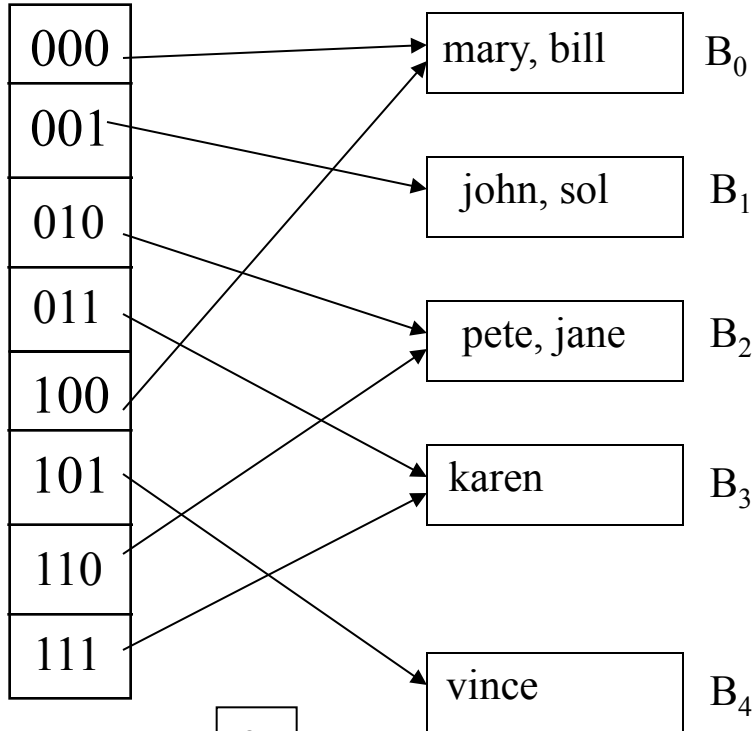 000
mary, bill B₀
001
john, sol B₁
010
pete, jane B₂
011
100
101
karen B₃
110
111
vince B₄